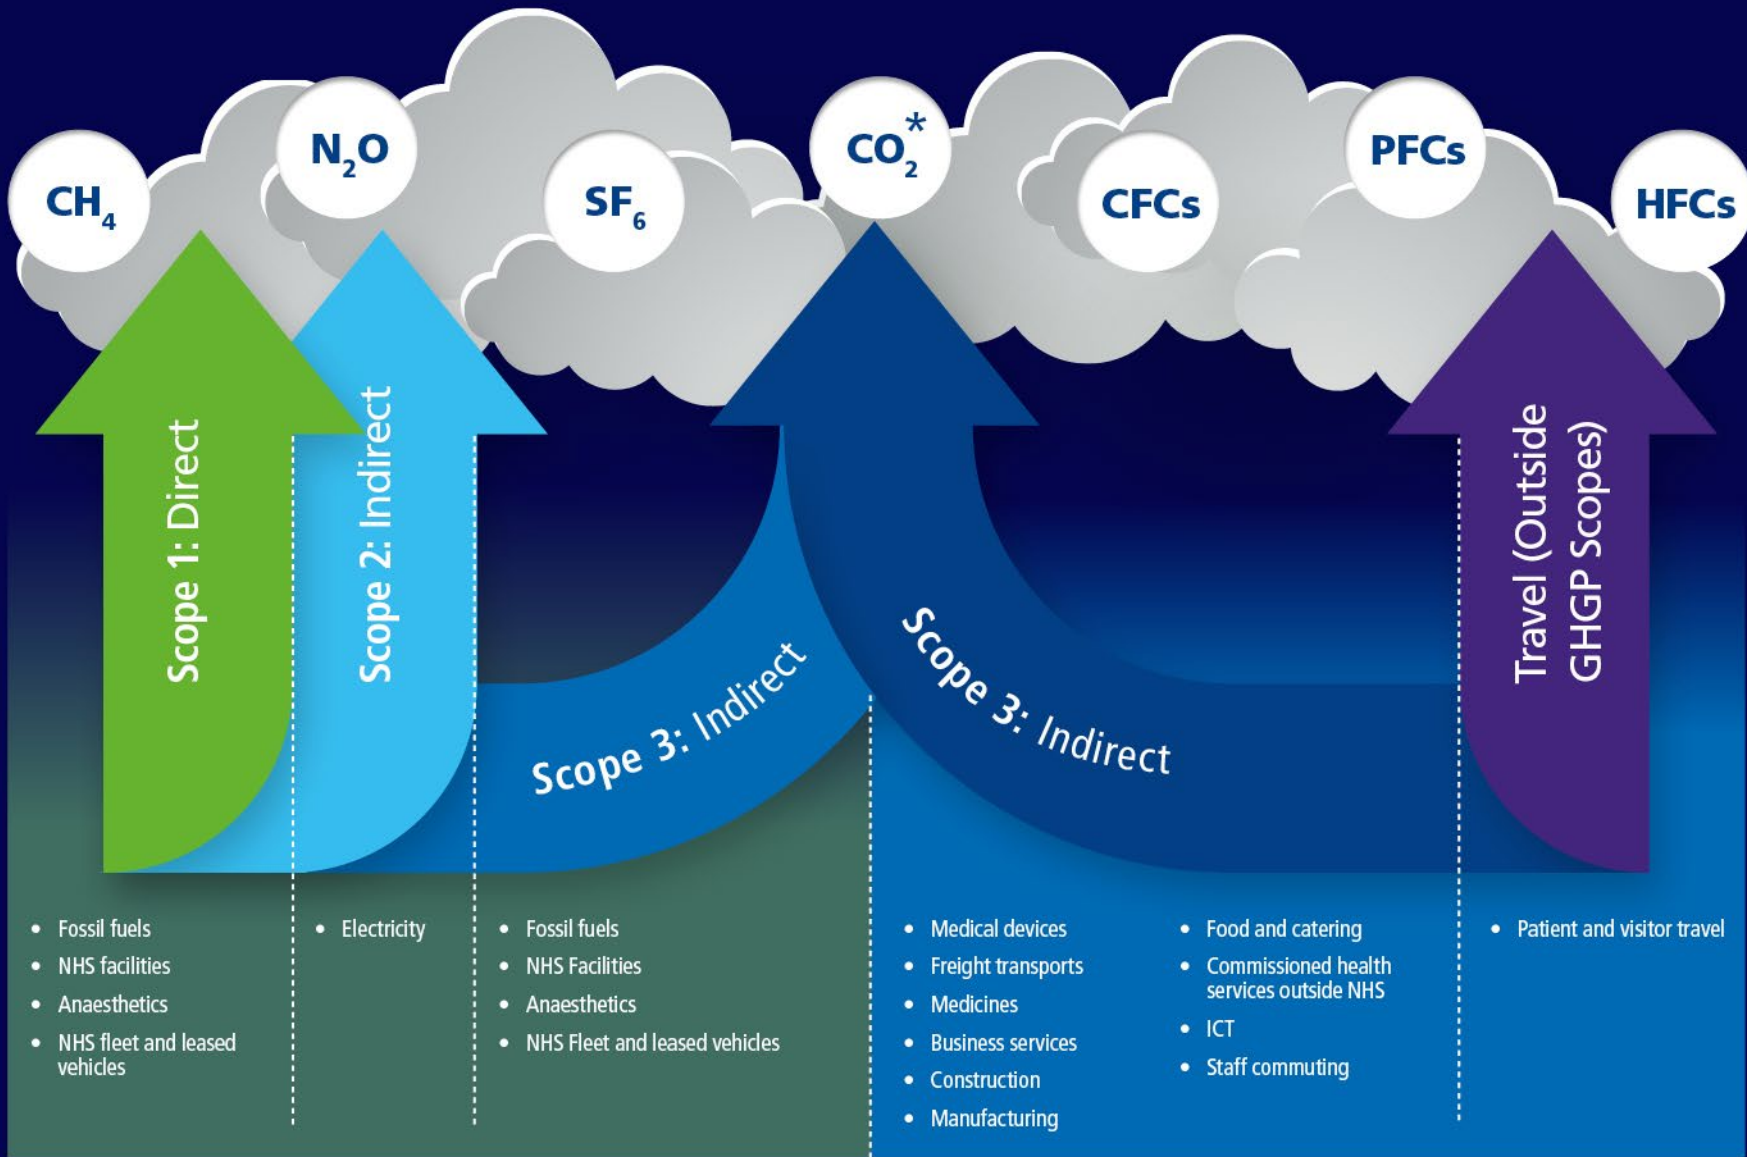 CH₄
N₂O
SF₆
CO₂*
CFCs
PFCs
HFCs
Scope 1: Direct
Scope 2: Indirect
Scope 3: Indirect
Scope 3: Indirect
Travel (Outside
GHGP Scopes)
• Fossil fuels
• NHS facilities
• Anaesthetics
• NHS fleet and leased
vehicles
• Electricity
• Fossil fuels
• NHS Facilities
• Anaesthetics
• NHS Fleet and leased vehicles
• Medical devices
• Freight transports
• Medicines
• Business services
• Construction
• Manufacturing
• Food and catering
• Commissioned health
services outside NHS
• ICT
• Staff commuting
• Patient and visitor travel